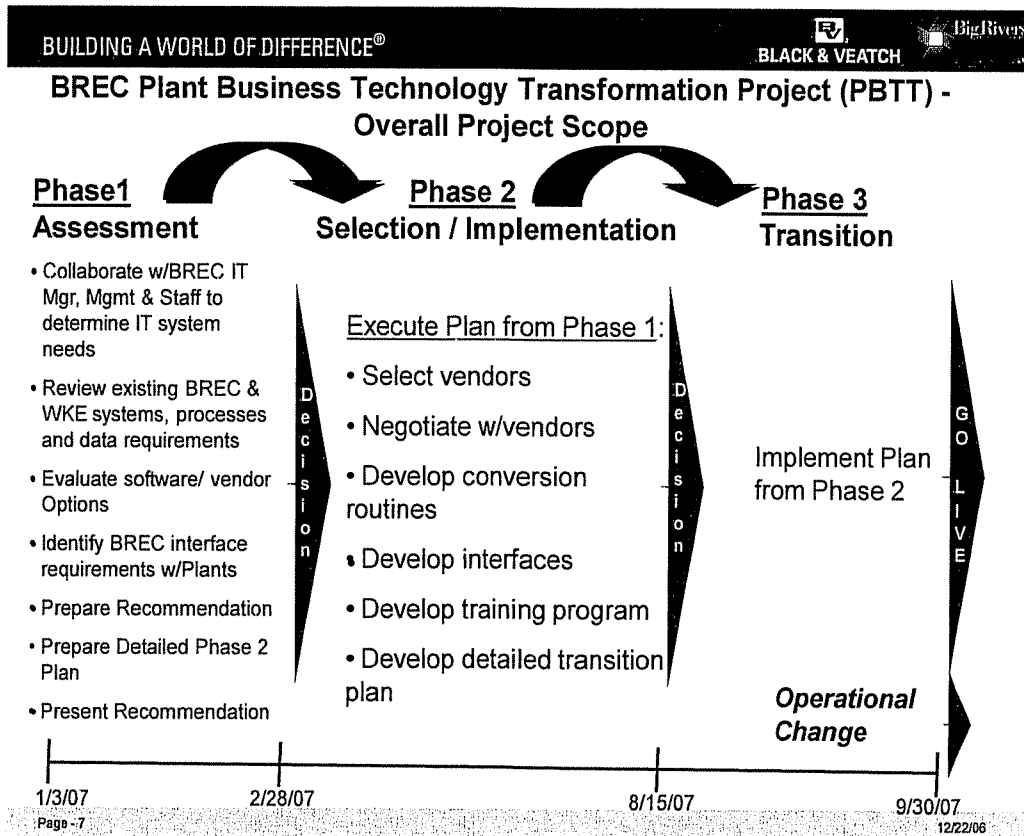 BUILDING A WORLD OF DIFFERENCE®
BLACK & VEATCH
BigRivers
BREC Plant Business Technology Transformation Project (PBTT) -
Overall Project Scope
Phase1
Assessment
• Collaborate w/BREC IT
Mgr, Mgmt & Staff to
determine IT system
needs
• Review existing BREC &
WKE systems, processes
and data requirements
• Evaluate software/ vendor
Options
• Identify BREC interface
requirements w/Plants
• Prepare Recommendation
• Prepare Detailed Phase 2
Plan
• Present Recommendation
Decision
Phase 2
Selection / Implementation
Execute Plan from Phase 1:
• Select vendors
• Negotiate w/vendors
• Develop conversion
routines
• Develop interfaces
• Develop training program
• Develop detailed transition
plan
Decision
Phase 3
Transition
Implement Plan
from Phase 2
GO LIVE
Operational
Change
1/3/07 2/28/07 8/15/07 9/30/07
Page - 7 12/22/06